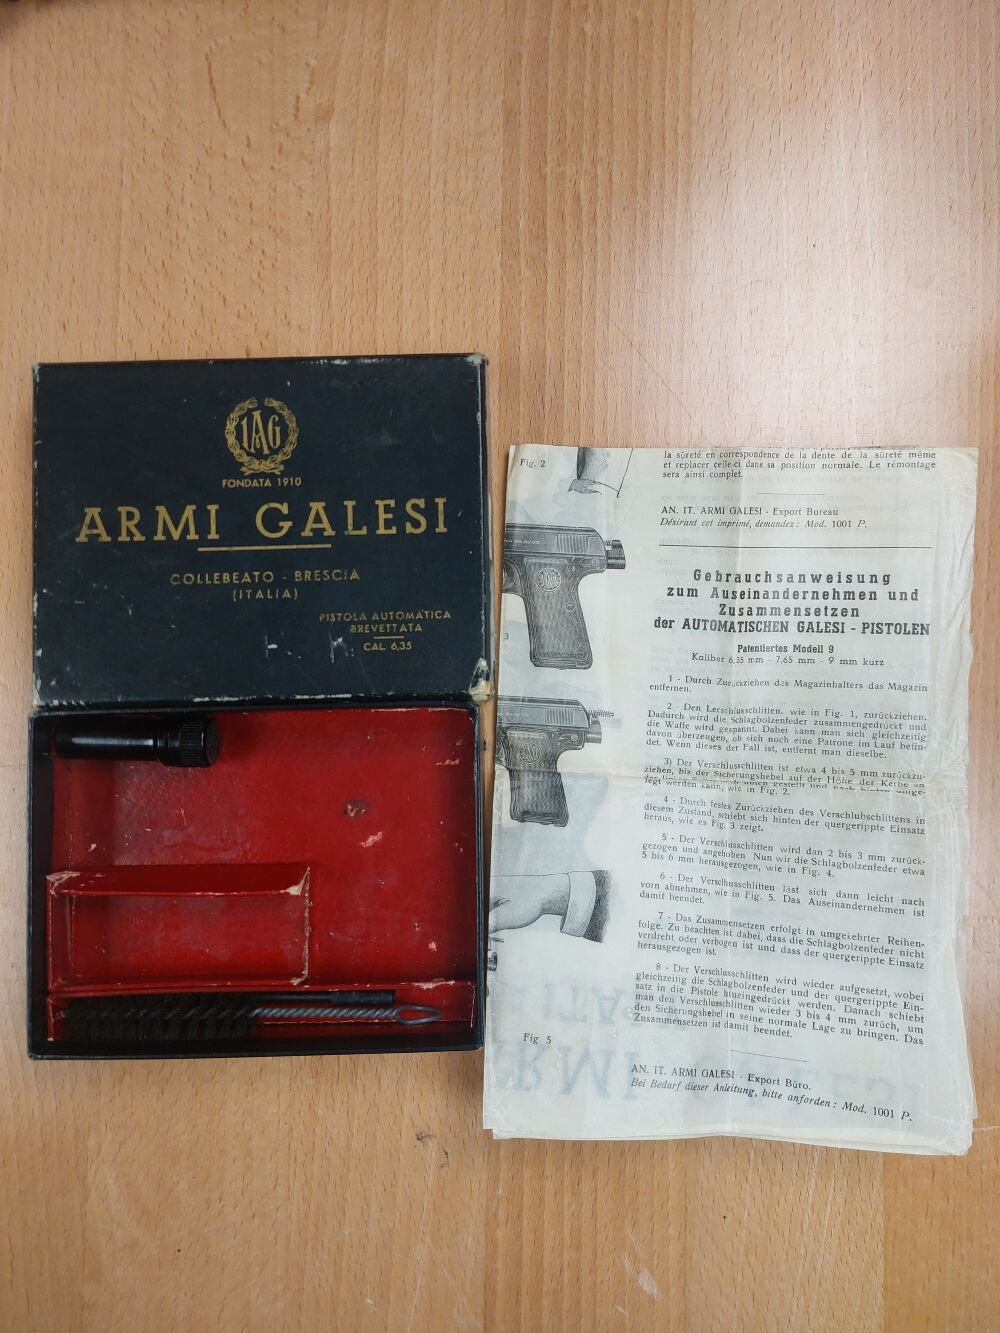 IAG
FONDATA 1910
ARMI GALESI
COLLEBEATO - BRESCIA
(ITALIA)
PISTOLA AUTOMATICA
BREVETTATA
CAL. 6,35
Fig. 2
la sûreté en correspondence de la dente de la sûreté même
et replacer celle-ci dans sa position normale. Le rémontage
sera ainsi complet.
AN. IT. ARMI GALESI - Export Bureau
Désirant cet imprimé, demandez: Mod. 1001 P.
Gebrauchsanweisung
zum Auseinandernehmen und
Zusammensetzen
der AUTOMATISCHEN GALESI - PISTOLEN
Patentiertes Modell 9
Kaliber 6,35 mm - 7,65 mm - 9 mm kurz
3
1 - Durch Zurückziehen des Magazinhalters das Magazin
entfernen.
2 - Den Lerschlusschlitten, wie in Fig. 1, zurückziehen.
Dadurch wird die Schlagbolzenfeder zusammengedrückt und
die Waffe wird gespannt. Dabei kann man sich gleichzeitig
davon überzeugen, ob sich noch eine Patrone im Lauf befin-
det. Wenn dieses der Fall ist, entfernt man dieselbe.
3) Der Verschlusschlitten ist etwa 4 bis 5 mm zurückzu-
ziehen, bis der Sicherungshebel auf der Höhe der Kerbe
legt werden kann, wie in Fig. 2.
4 - Durch festes Zurückziehen des Verschlubschlittens in
diesem Zustand, schiebt sich hinten der quergerippte Einsatz
heraus, wie es Fig. 3 zeigt.
5 - Der Verschlusschlitten wird dan 2 bis 3 mm zurück-
gezogen und angehoben. Nun wir die Schlagbolzenfeder etwa
5 bis 6 mm herausgezogen, wie in Fig. 4.
6 - Der Verselhusschlitten löst sich dann leicht nach
vorn abnehmen, wie in Fig. 5. Das Auseinandernehmen ist
damit beendet.
7 - Das Zusammensetzen erfolgt in umgekehrter Reihen-
folge. Zu beachten ist dabei, dass die Schlagbolzenfeder nicht
verdreht oder verbogen ist und dass der quergerippte Einsatz
herausgezogen ist.
8 - Der Verschlusschlitten wird wieder aufgesetzt, wobei
gleichzeitig die Schlagbolzenfeder und der quergerippte Ein-
satz in die Pistole hineingedrückt werden. Danach schiebt
man den Verschlusschlitten wieder 3 bis 4 mm zurüch, um
den Sicherungshebel in seine normale Lage zu bringen. Das
Zusammensetzen ist damit beendet.
Fig. 5
AN. IT. ARMI GALESI - Export Büro.
Bei Bedarf dieser Anleitung, bitte anforden: Mod. 1001 P.